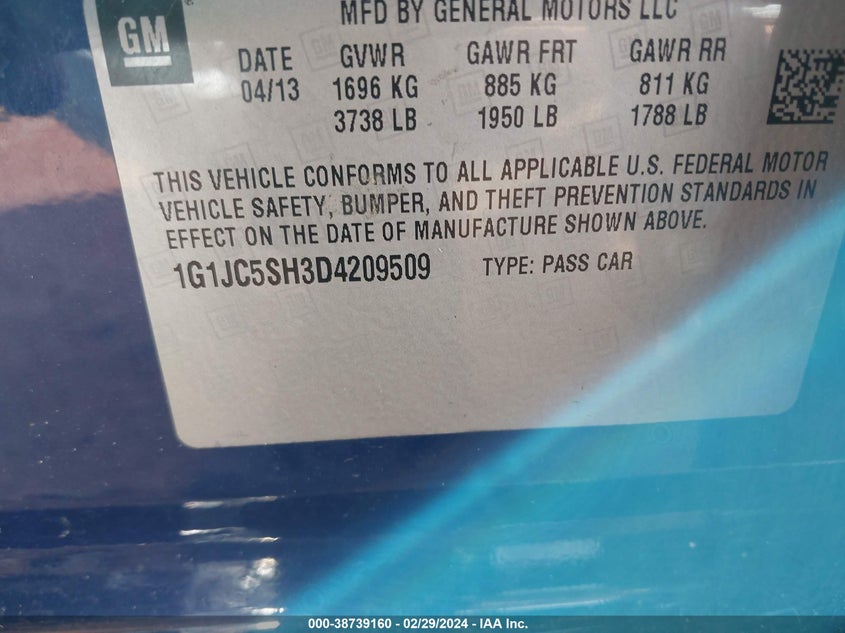 GM
MFD BY GENERAL MOTORS LLC
DATE GVWR GAWR FRT GAWR RR
04/13 1696 KG 885 KG 811 KG
3738 LB 1950 LB 1788 LB
THIS VEHICLE CONFORMS TO ALL APPLICABLE U.S. FEDERAL MOTOR
VEHICLE SAFETY, BUMPER, AND THEFT PREVENTION STANDARDS IN
EFFECT ON THE DATE OF MANUFACTURE SHOWN ABOVE.
1G1JC5SH3D4209509 TYPE: PASS CAR
000-38739160 - 02/29/2024 - IAA Inc.